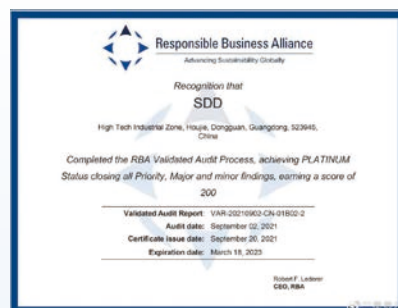 Responsible Business Alliance
Advancing Sustainability Globally
Recognition that
SDD
High Tech Industrial Zone, Houjie, Dongguan, Guangdong, 523945,
China
Completed the RBA Validated Audit Process, achieving PLATINUM
Status closing all Priority, Major and minor findings, earning a score of
200
Validated Audit Report: VAR-20210902-CN-01B02-2
Audit date: September 02, 2021
Certificate issue date: September 20, 2021
Expiration date: March 18, 2023
Robert F. Lederer
CEO, RBA